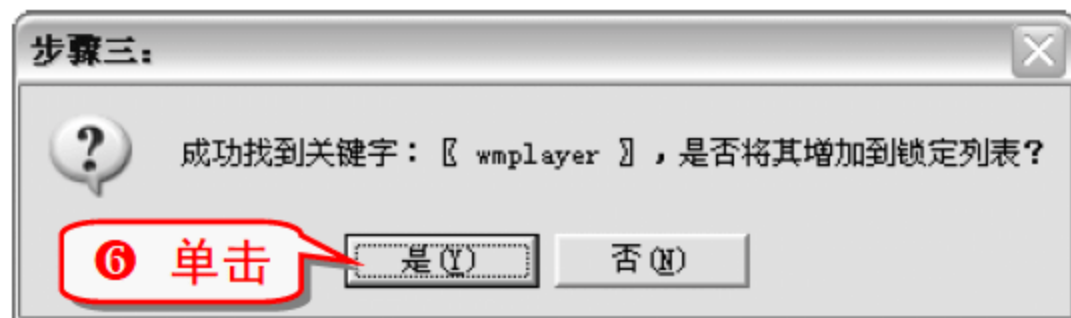 步骤三：
成功找到关键字：〖 wmplayer 〗，是否将其增加到锁定列表？
❻ 单击
是(Y)
否(N)